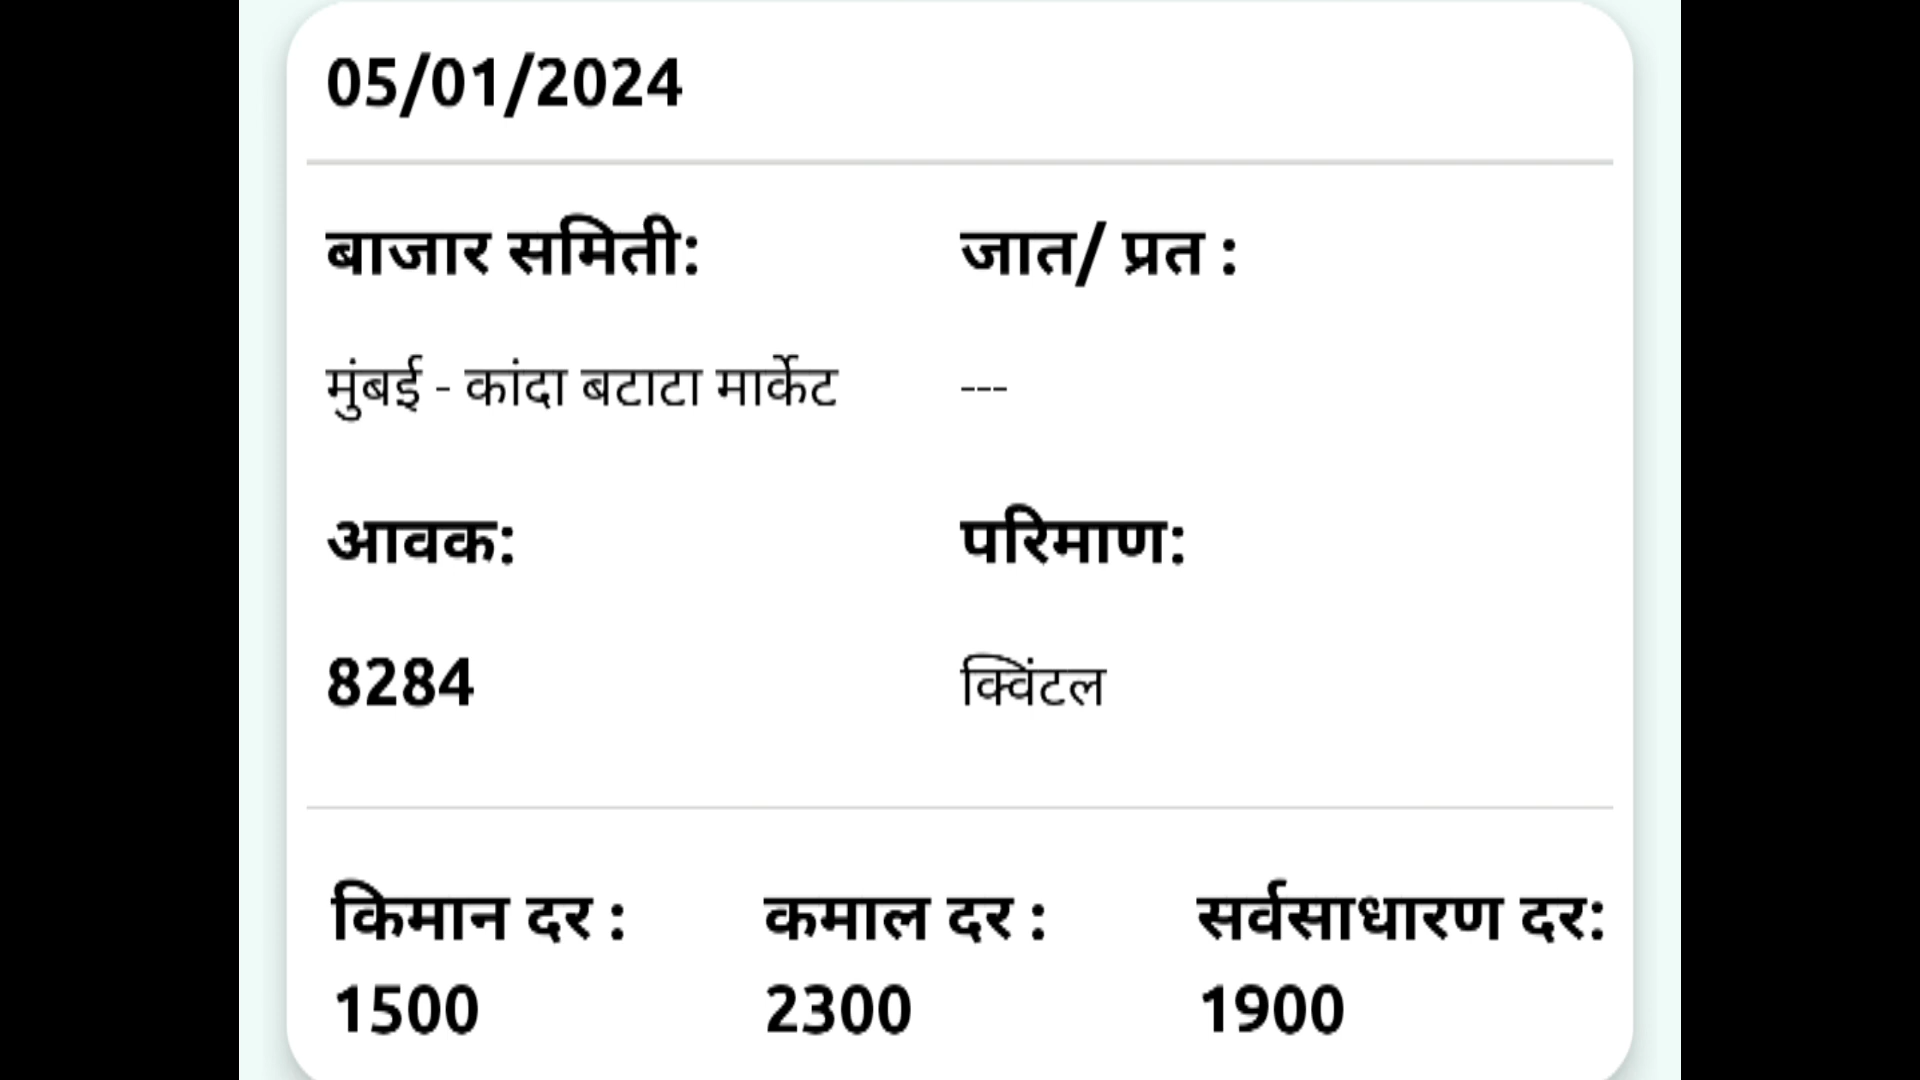 05/01/2024
बाजार समिती: जात/ प्रत :
मुंबई - कांदा बटाटा मार्केट ---
आवक: परिमाण:
8284 क्विंटल
किमान दर : कमाल दर : सर्वसाधारण दर:
1500 2300 1900